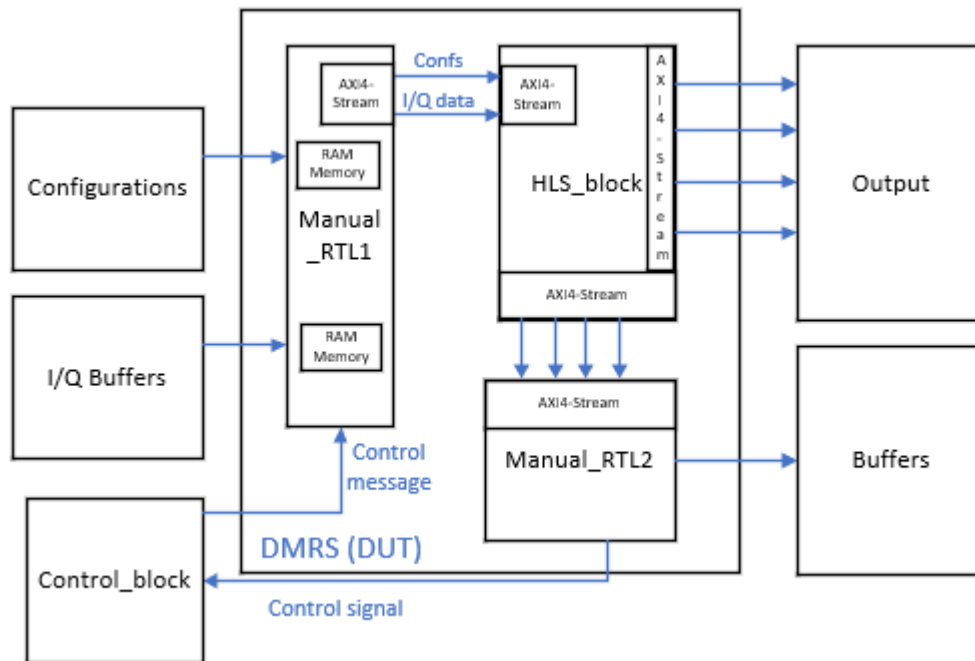 Configurations
I/Q Buffers
Control_block
AXI4-
Stream
RAM
Memory
Manual
_RTL1
RAM
Memory
Control
message
Confs
I/Q data
AXI4-
Stream
HLS_block
A
X
I
4
-
S
t
r
e
a
m
AXI4-Stream
AXI4-Stream
Manual_RTL2
DMRS (DUT)
Control signal
Output
Buffers